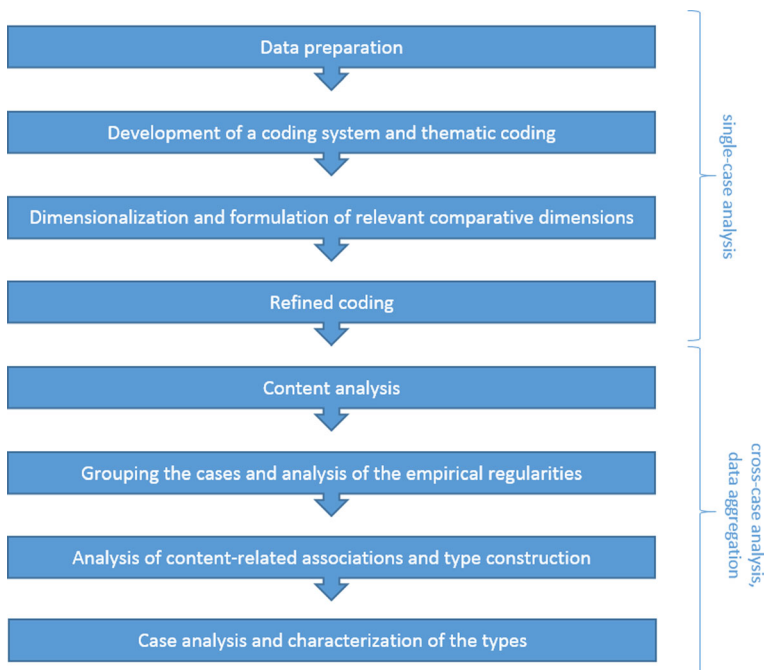 Data preparation
Development of a coding system and thematic coding
Dimensionalization and formulation of relevant comparative dimensions
Refined coding
single-case analysis
Content analysis
Grouping the cases and analysis of the empirical regularities
Analysis of content-related associations and type construction
Case analysis and characterization of the types
cross-case analysis,
data aggregation